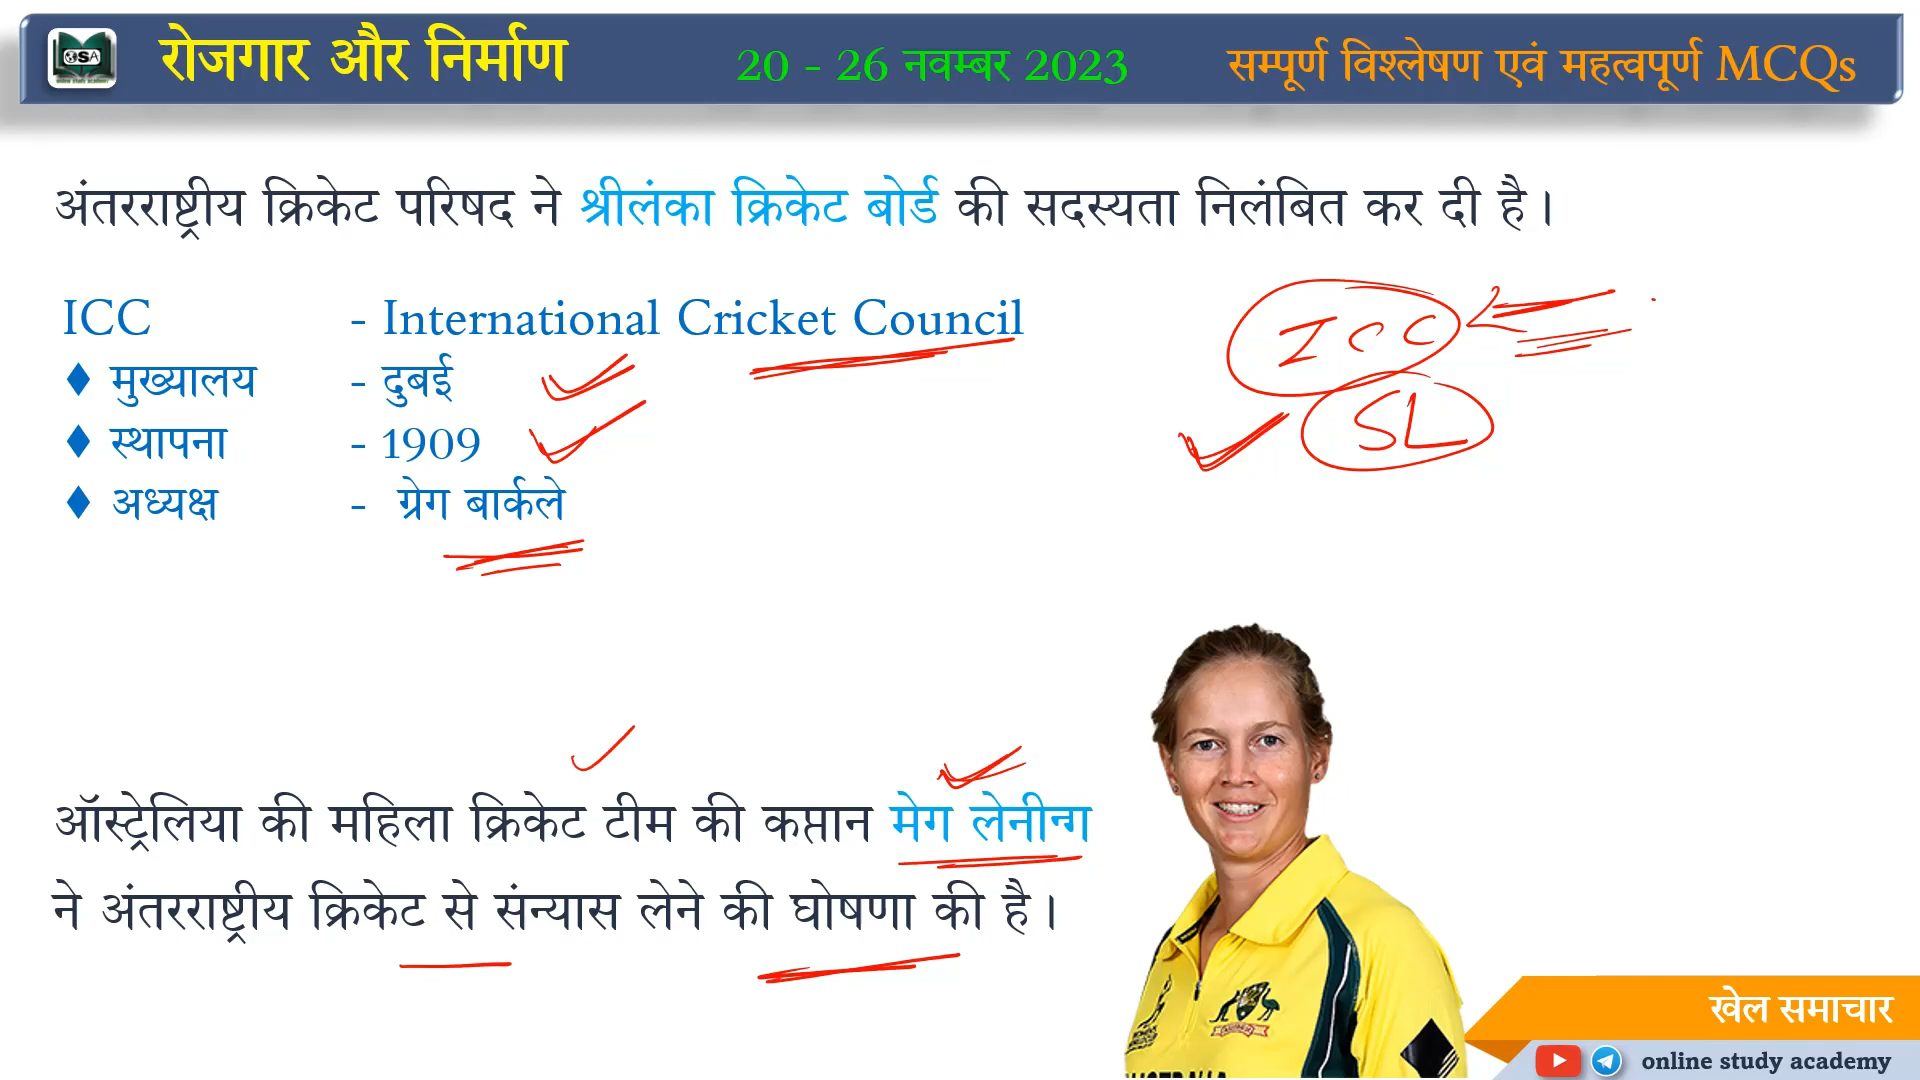 OSA
रोजगार और निर्माण 20 - 26 नवम्बर 2023 सम्पूर्ण विश्लेषण एवं महत्वपूर्ण MCQs
अंतरराष्ट्रीय क्रिकेट परिषद ने श्रीलंका क्रिकेट बोर्ड की सदस्यता निलंबित कर दी है।
ICC - International Cricket Council
♦ मुख्यालय - दुबई
♦ स्थापना - 1909
♦ अध्यक्ष - ग्रेग बार्कले
ICC
SL
ऑस्ट्रेलिया की महिला क्रिकेट टीम की कप्तान मेग लेनीन्ग
ने अंतरराष्ट्रीय क्रिकेट से संन्यास लेने की घोषणा की है।
खेल समाचार
online study academy